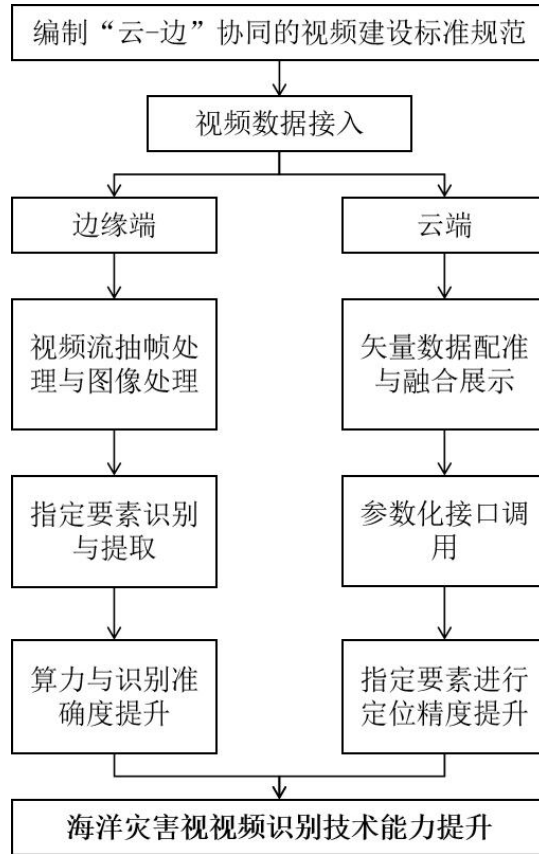 编制“云-边”协同的视频建设标准规范
视频数据接入
边缘端
云端
视频流抽帧处
理与图像处理
矢量数据配准
与融合展示
指定要素识别
与提取
参数化接口调
用
算力与识别准
确度提升
指定要素进行
定位精度提升
海洋灾害视视频识别技术能力提升